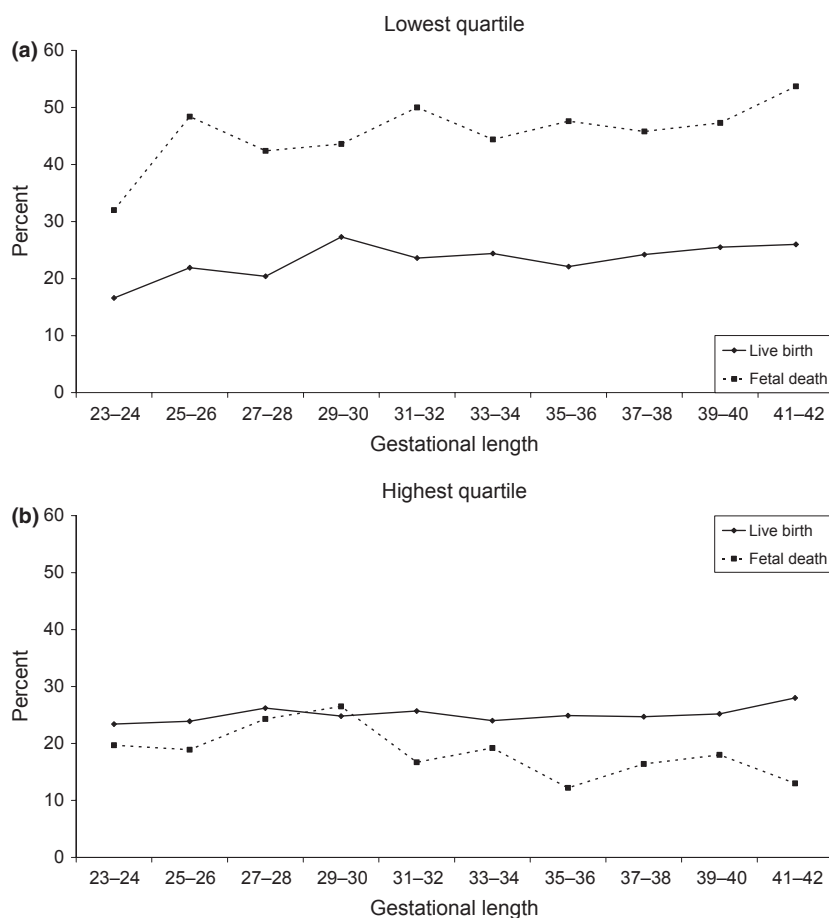 Lowest quartile
(a)
60
50
40
30
20
10
0
Percent
Live birth
Fetal death
23–24 25–26 27–28 29–30 31–32 33–34 35–36 37–38 39–40 41–42
Gestational length
Highest quartile
(b)
60
50
40
30
20
10
0
Percent
Live birth
Fetal death
23–24 25–26 27–28 29–30 31–32 33–34 35–36 37–38 39–40 41–42
Gestational length